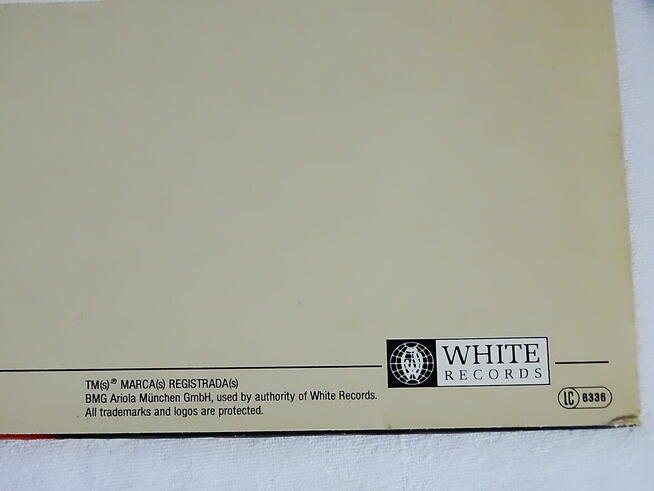 WHITE
RECORDS
TM(s)® MARCA(s) REGISTRADA(s)
BMG Ariola München GmbH, used by authority of White Records.
All trademarks and logos are protected.
LC 8336